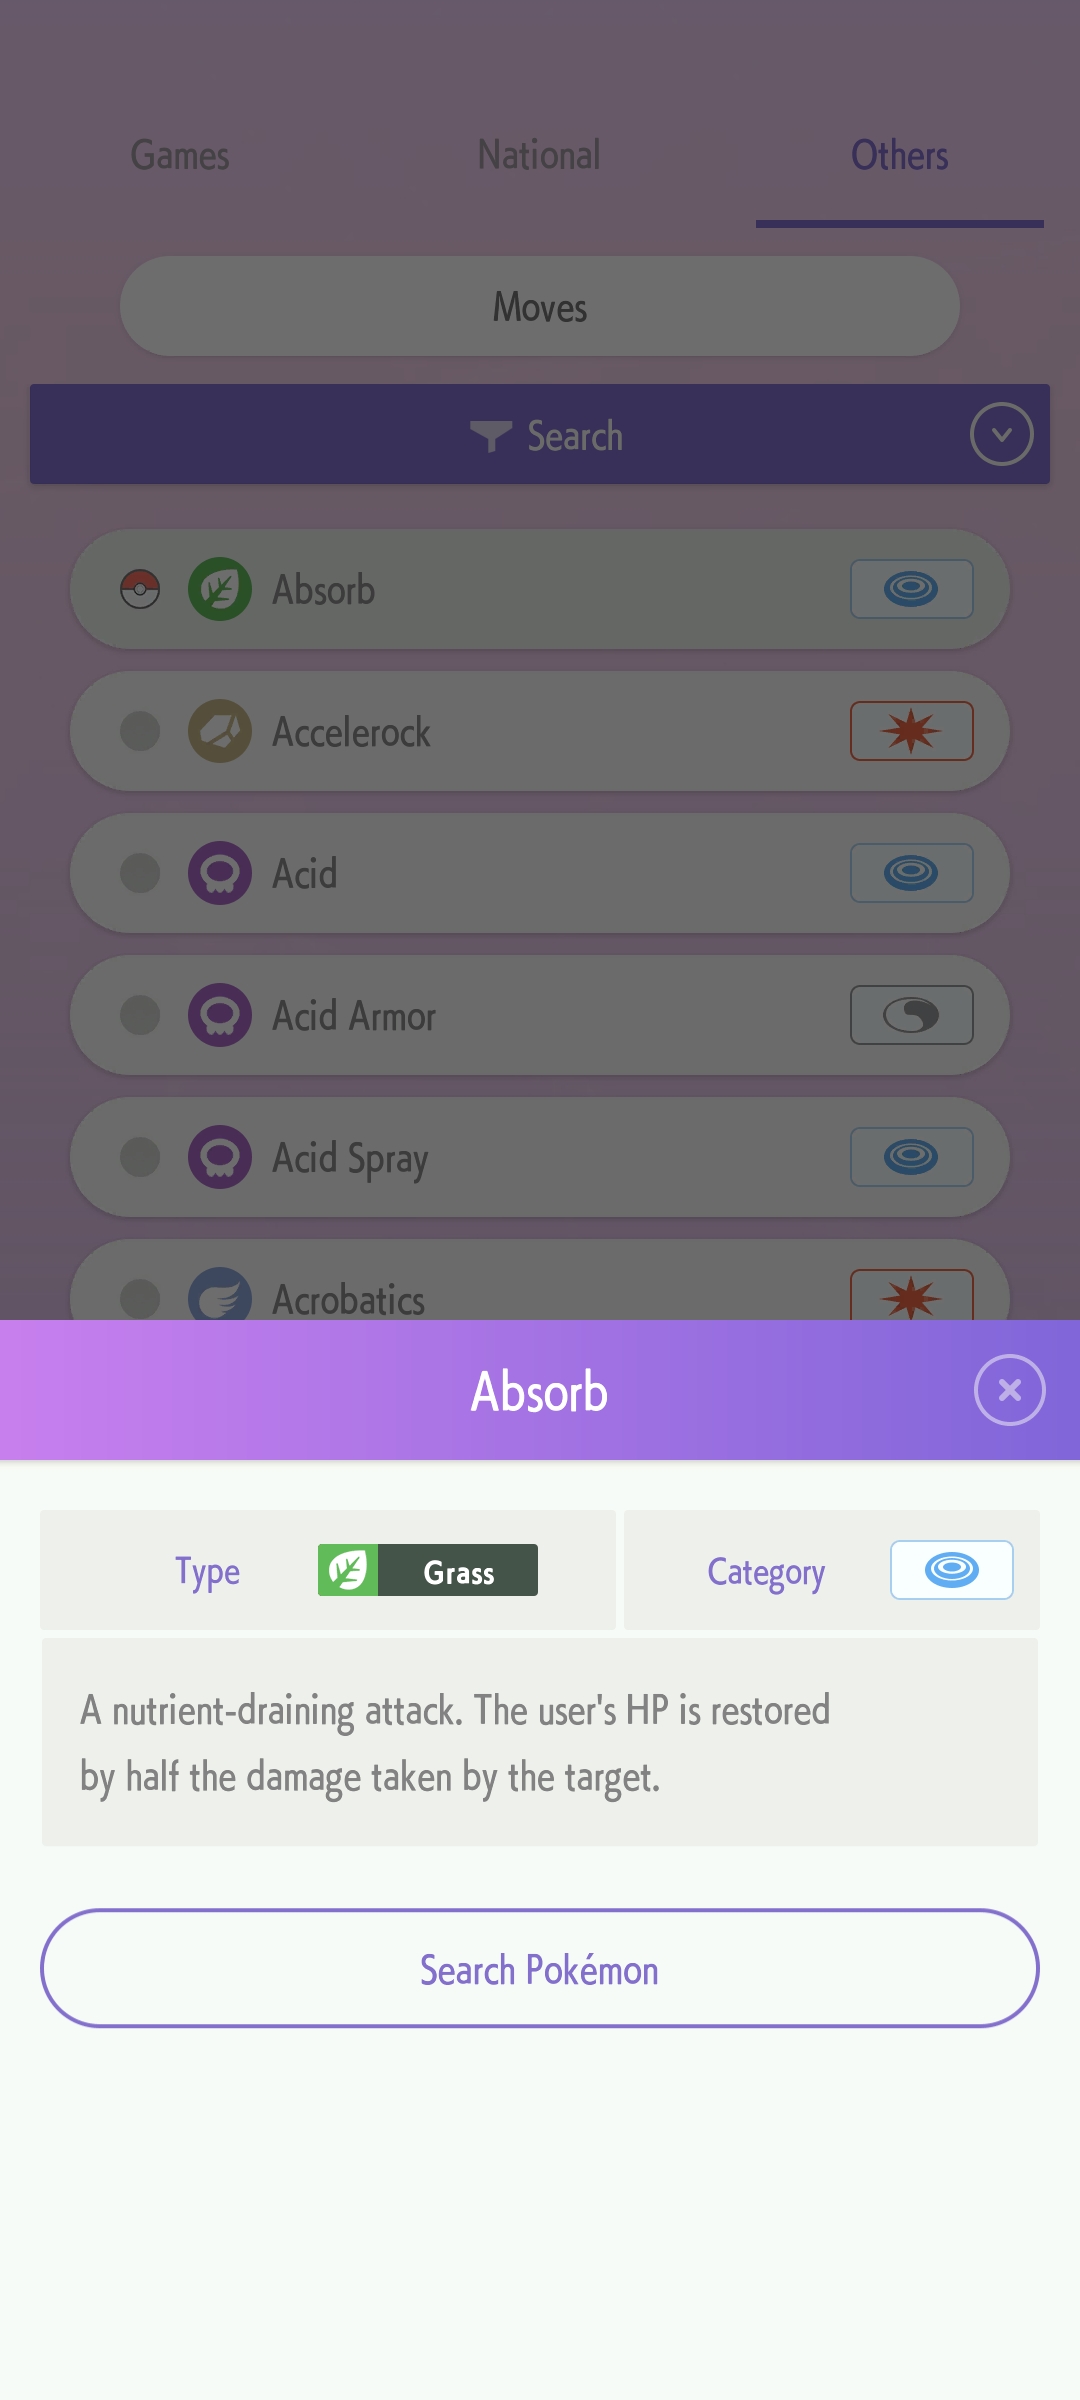 Games
National
Others
Moves
Search
Absorb
Accelerock
Acid
Acid Armor
Acid Spray
Acrobatics
Absorb
Type
Grass
Category
A nutrient-draining attack. The user's HP is restored
by half the damage taken by the target.
Search Pokémon